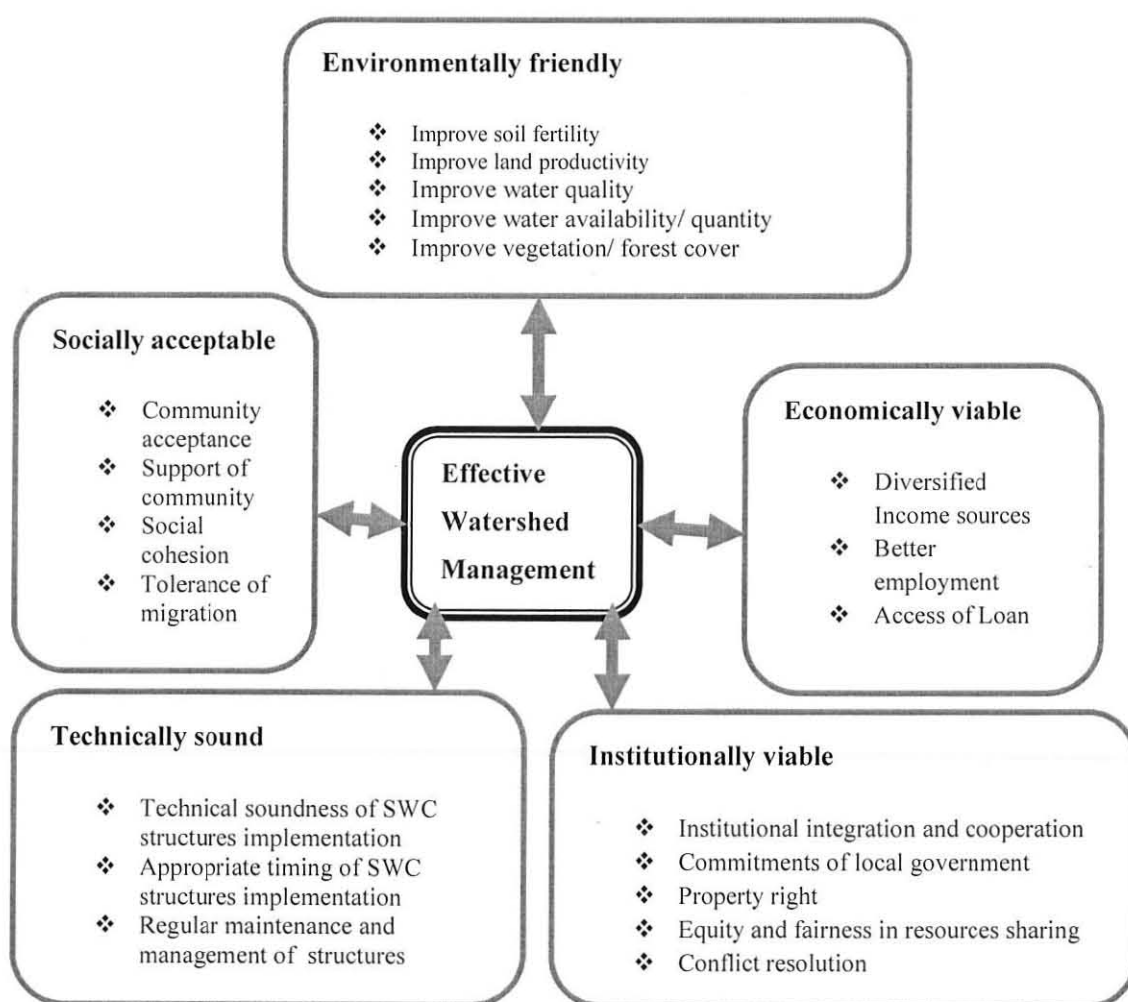 Environmentally friendly
❖ Improve soil fertility
❖ Improve land productivity
❖ Improve water quality
❖ Improve water availability/ quantity
❖ Improve vegetation/ forest cover
Socially acceptable
❖ Community
acceptance
❖ Support of
community
❖ Social
cohesion
❖ Tolerance of
migration
Effective
Watershed
Management
Economically viable
❖ Diversified
Income sources
❖ Better
employment
❖ Access of Loan
Technically sound
❖ Technical soundness of SWC
structures implementation
❖ Appropriate timing of SWC
structures implementation
❖ Regular maintenance and
management of structures
Institutionally viable
❖ Institutional integration and cooperation
❖ Commitments of local government
❖ Property right
❖ Equity and fairness in resources sharing
❖ Conflict resolution